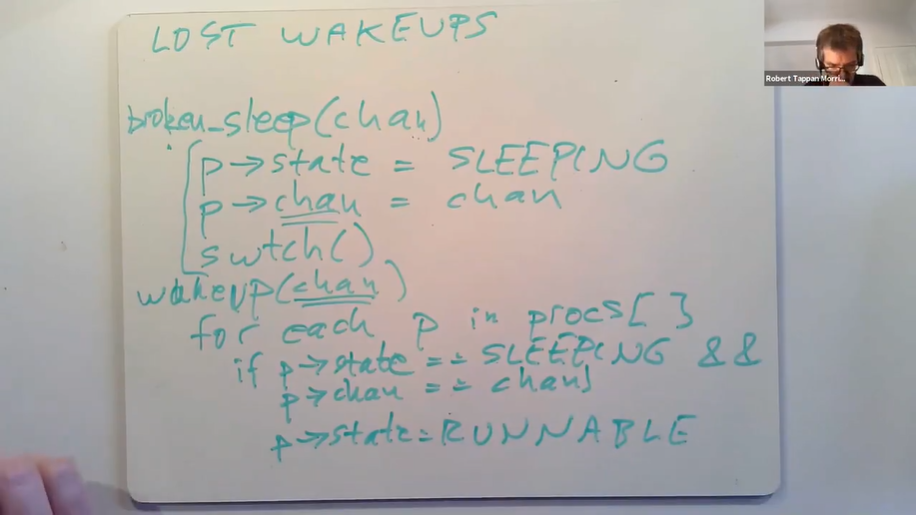 LOST WAKEUPS
Robert Tappan Morri...
broken_sleep(chan)
p→state = SLEEPING
p→chan = chan
swtch()
wakeup(chan)
for each p in procs[]
if p→state == SLEEPING &&
p→chan == chan)
p→state=RUNNABLE